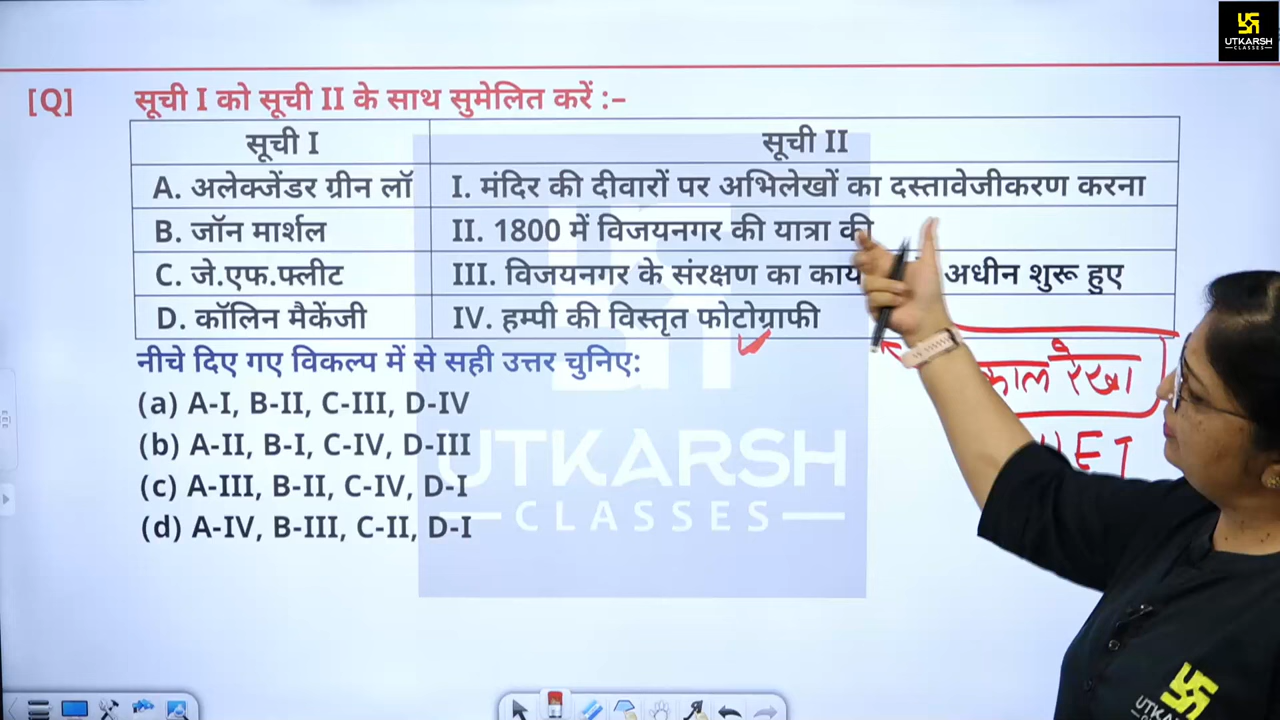 UTKARSH
CLASSES
[Q] सूची I को सूची II के साथ सुमेलित करें :–
सूची I सूची II
A. अलेक्जेंडर ग्रीन लॉ I. मंदिर की दीवारों पर अभिलेखों का दस्तावेजीकरण करना
B. जॉन मार्शल II. 1800 में विजयनगर की यात्रा की
C. जे.एफ.फ्लीट III. विजयनगर के संरक्षण का अधीन शुरू हुए
D. कॉलिन मैकेंजी IV. हम्पी की विस्तृत फोटोग्राफी
नीचे दिए गए विकल्प में से सही उत्तर चुनिए:
काल रेखा
(a) A-I, B-II, C-III, D-IV
(b) A-II, B-I, C-IV, D-III
(c) A-III, B-II, C-IV, D-I
(d) A-IV, B-III, C-II, D-I
UTKARSH
CLASSES